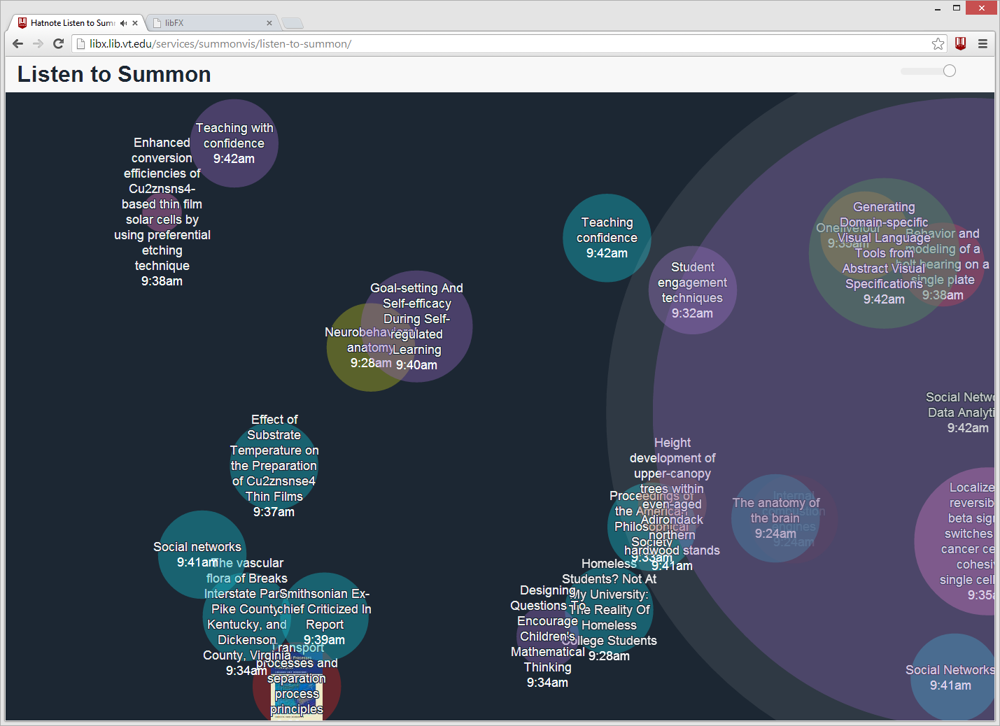 Hatnote Listen to Sum
libFX
libx.lib.vt.edu/services/summonvis/listen-to-summon/
Listen to Summon
Teaching with
confidence
9:42am
Enhanced
conversion
efficiencies of
Cu2znsns4-
based thin film
solar cells by
using preferential
etching
technique
9:38am
Teaching
confidence
9:42am
Student
engagement
techniques
9:32am
Generating
Domain-specific
Visual Language
Tools from
Abstract Visual
Specifications
9:42am
Onefivefour
9:35am
Behavior and
modeling of a
bolt bearing on a
single plate
9:38am
Goal-setting And
Self-efficacy
During Self-
regulated
Learning
9:40am
Neurobehavioral
anatomy
9:28am
Social Netwo
Data Analyti
9:42am
Effect of
Substrate
Temperature on
the Preparation
of Cu2znsnse4
Thin Films
9:37am
Height
development of
upper-canopy
trees within
even-aged
Adirondack
northern
hardwood stands
9:41am
Proceedings of
the American
Philosophical
Society
9:33am
The anatomy of
the brain
9:24am
Internal
combustion
engines
9:24am
Localize
reversib
beta sign
switches
cancer ce
cohesiv
single cell
9:35a
Social networks
9:41am
The vascular
flora of Breaks
Interstate Park
Pike County
Kentucky, and
Dickenson
County, Virginia
9:34am
Smithsonian Ex-
chief Criticized In
Report
9:39am
Transport
processes and
separation
process
principles
Homeless
Students? Not At
My University:
The Reality Of
Homeless
College Students
9:28am
Designing
Questions To
Encourage
Children's
Mathematical
Thinking
9:34am
Social Networks
9:41am